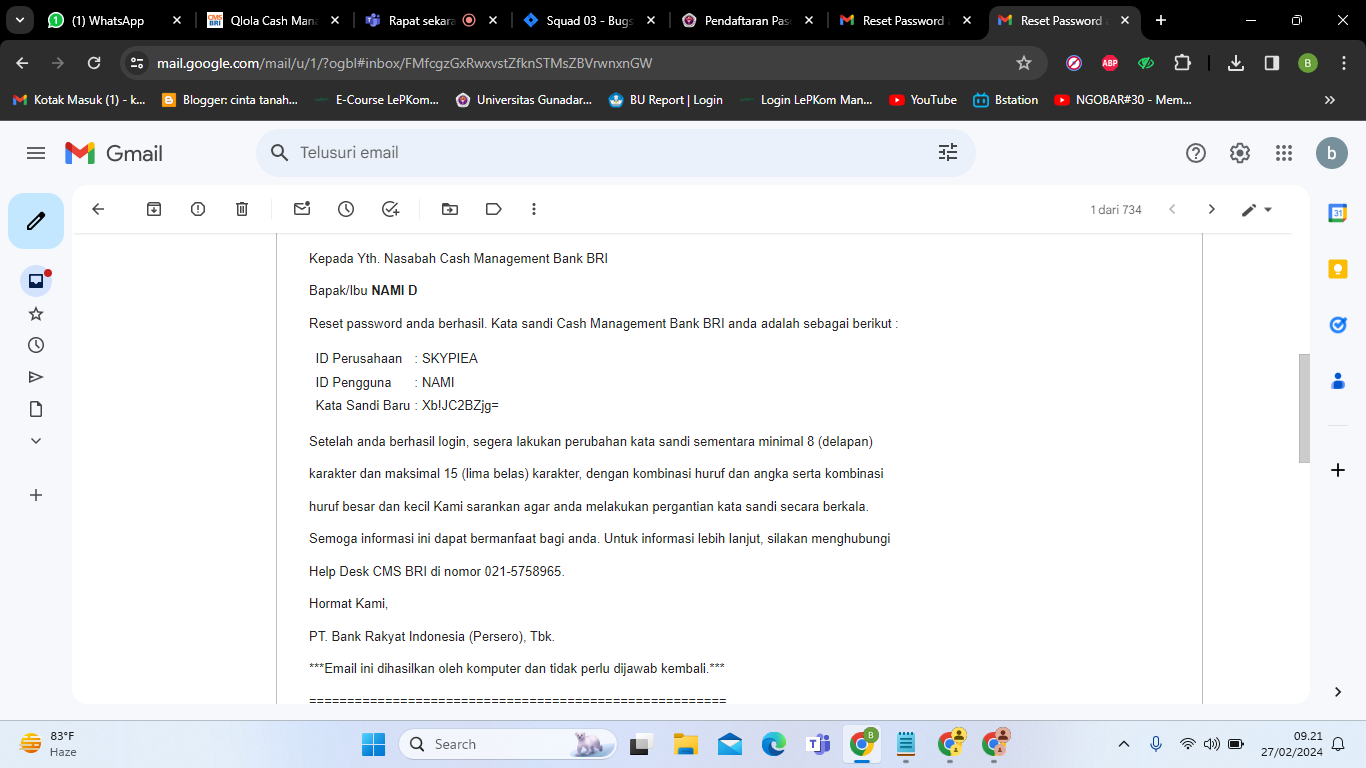 (1) WhatsApp
Qlola Cash Mana
Rapat sekara
Squad 03 - Bugs
Pendaftaran Pas
Reset Password
Reset Password
mail.google.com/mail/u/1/?ogbl#inbox/FMfcgzGxRwxvstZfknSTMsZBVrwnxnGW
ABP
B
Kotak Masuk (1) - k...
Blogger: cinta tanah...
E-Course LePKom...
Universitas Gunadar...
BU Report | Login
Login LePKom Man...
YouTube
Bstation
NGOBAR#30 - Mem...
Gmail
Telusuri email
b
1 dari 734
31
Kepada Yth. Nasabah Cash Management Bank BRI
Bapak/Ibu NAMI D
Reset password anda berhasil. Kata sandi Cash Management Bank BRI anda adalah sebagai berikut :
ID Perusahaan : SKYPIEA
ID Pengguna : NAMI
Kata Sandi Baru : Xb!JC2BZjg=
Setelah anda berhasil login, segera lakukan perubahan kata sandi sementara minimal 8 (delapan)
karakter dan maksimal 15 (lima belas) karakter, dengan kombinasi huruf dan angka serta kombinasi
huruf besar dan kecil Kami sarankan agar anda melakukan pergantian kata sandi secara berkala.
Semoga informasi ini dapat bermanfaat bagi anda. Untuk informasi lebih lanjut, silakan menghubungi
Help Desk CMS BRI di nomor 021-5758965.
Hormat Kami,
PT. Bank Rakyat Indonesia (Persero), Tbk.
***Email ini dihasilkan oleh komputer dan tidak perlu dijawab kembali.***
=======================================================
83°F
Haze
Search
09.21
27/02/2024